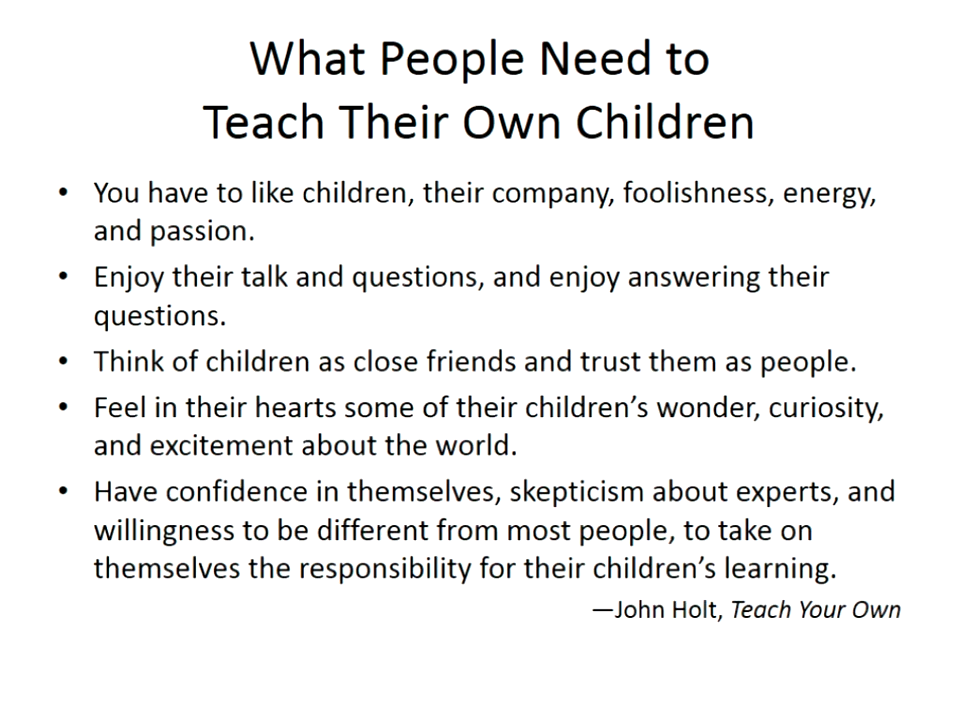 What People Need to
Teach Their Own Children
• You have to like children, their company, foolishness, energy,
and passion.
• Enjoy their talk and questions, and enjoy answering their
questions.
• Think of children as close friends and trust them as people.
• Feel in their hearts some of their children’s wonder, curiosity,
and excitement about the world.
• Have confidence in themselves, skepticism about experts, and
willingness to be different from most people, to take on
themselves the responsibility for their children’s learning.
—John Holt, Teach Your Own